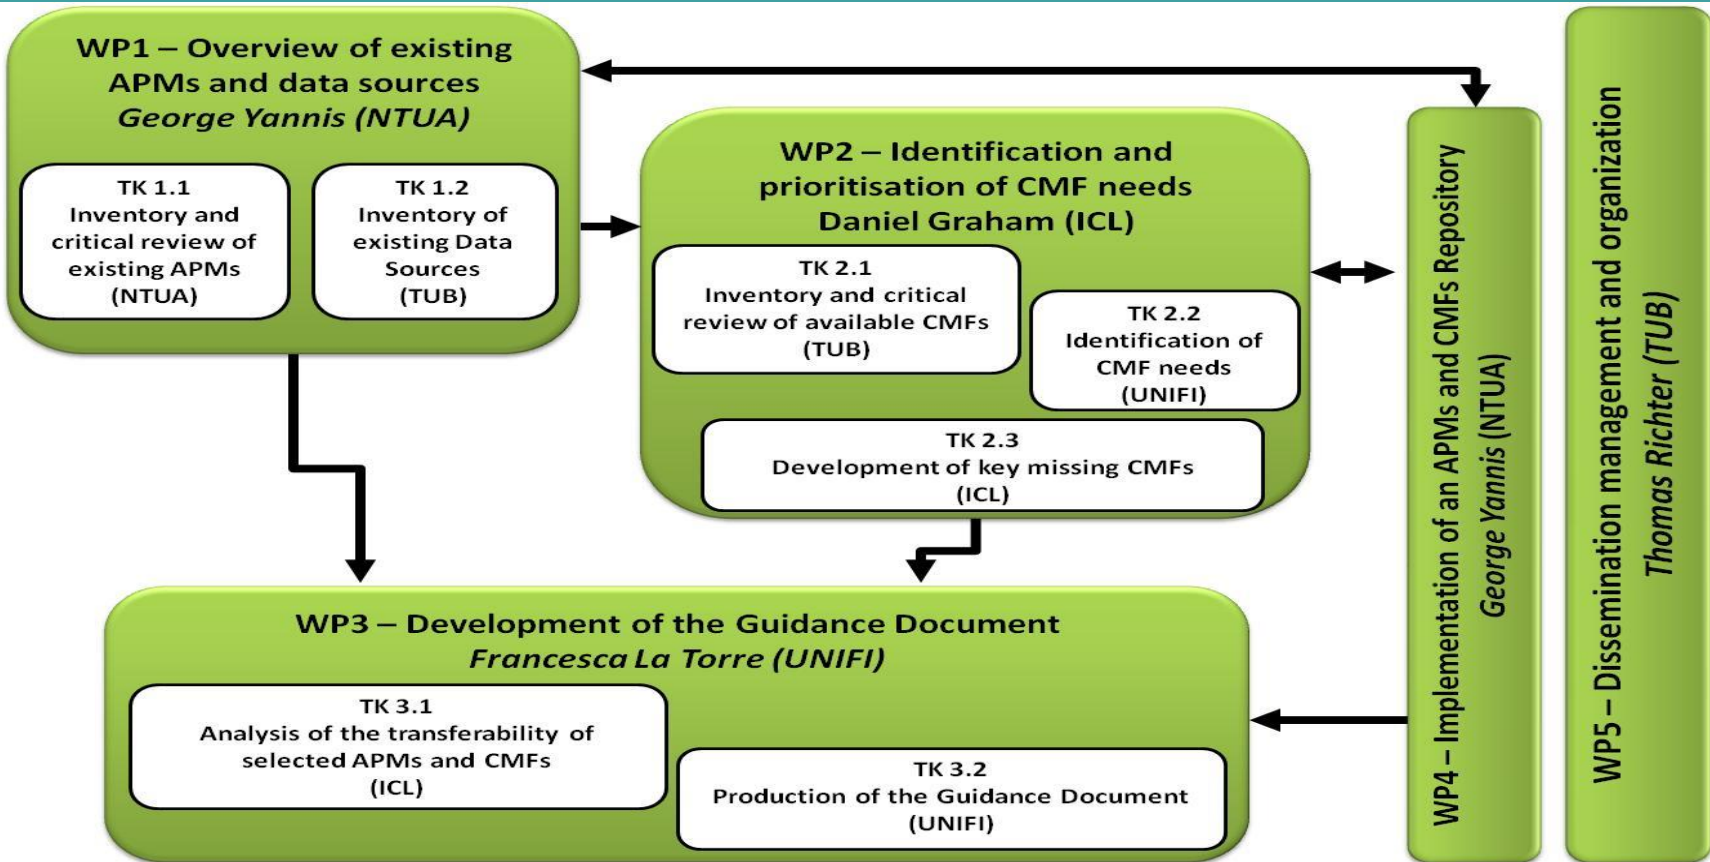 WP1 – Overview of existing
APMs and data sources
George Yannis (NTUA)
TK 1.1
Inventory and
critical review of
existing APMs
(NTUA)
TK 1.2
Inventory of
existing Data
Sources
(TUB)
WP2 – Identification and
prioritisation of CMF needs
Daniel Graham (ICL)
TK 2.1
Inventory and critical
review of available CMFs
(TUB)
TK 2.2
Identification of
CMF needs
(UNIFI)
TK 2.3
Development of key missing CMFs
(ICL)
WP3 – Development of the Guidance Document
Francesca La Torre (UNIFI)
TK 3.1
Analysis of the transferability of
selected APMs and CMFs
(ICL)
TK 3.2
Production of the Guidance Document
(UNIFI)
WP4 – Implementation of an APMs and CMFs Repository
George Yannis (NTUA)
WP5 – Dissemination management and organization
Thomas Richter (TUB)